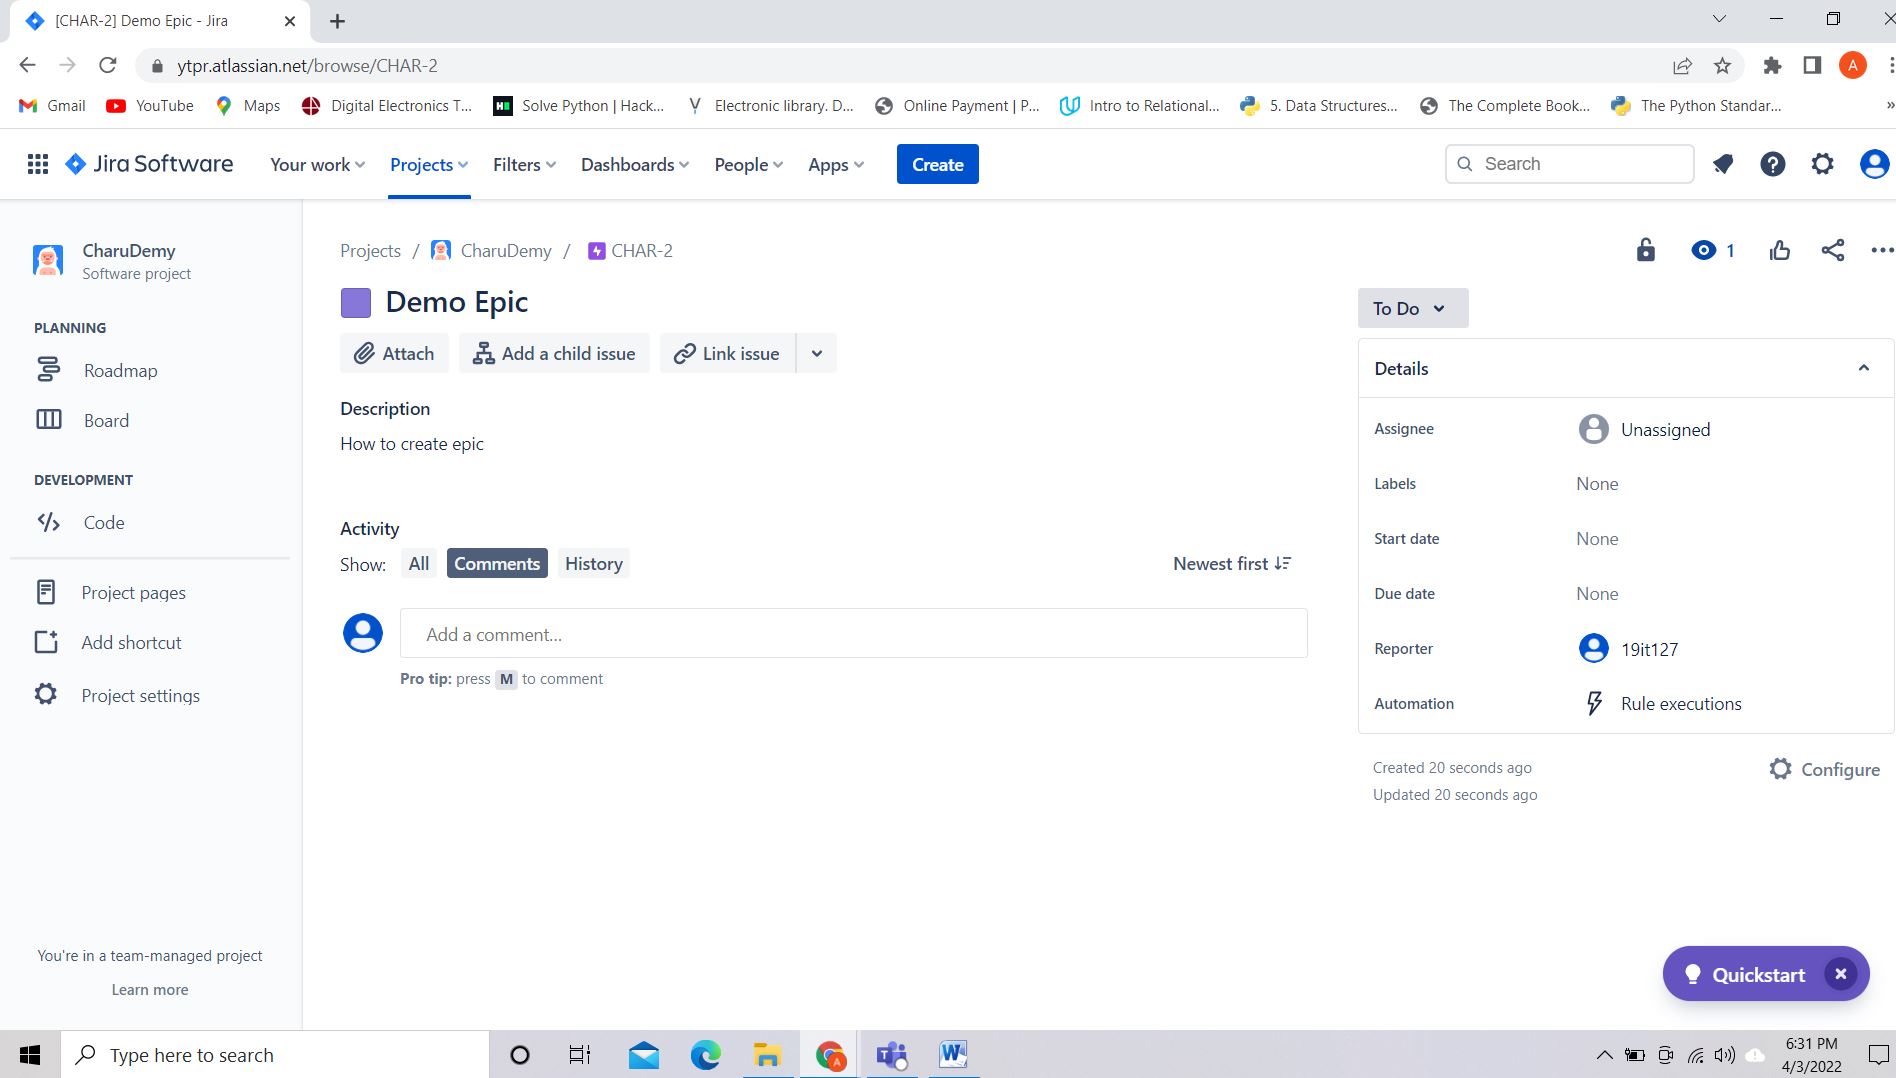 [CHAR-2] Demo Epic - Jira
ytpr.atlassian.net/browse/CHAR-2
A
Gmail
YouTube
Maps
Digital Electronics T...
Solve Python | Hack...
Electronic library. D...
Online Payment | P...
Intro to Relational...
5. Data Structures...
The Complete Book...
The Python Standar...
»
Jira Software
Your work
Projects
Filters
Dashboards
People
Apps
Create
Search
CharuDemy
Software project
PLANNING
Roadmap
Board
DEVELOPMENT
Code
Project pages
Add shortcut
Project settings
You're in a team-managed project
Learn more
Projects / CharuDemy / CHAR-2
1
Demo Epic
Attach
Add a child issue
Link issue
Description
How to create epic
Activity
Show: All Comments History
Newest first
Add a comment...
Pro tip: press M to comment
To Do
Details
Assignee Unassigned
Labels None
Start date None
Due date None
Reporter 19it127
Automation Rule executions
Created 20 seconds ago
Updated 20 seconds ago
Configure
Quickstart
Type here to search
6:31 PM
4/3/2022